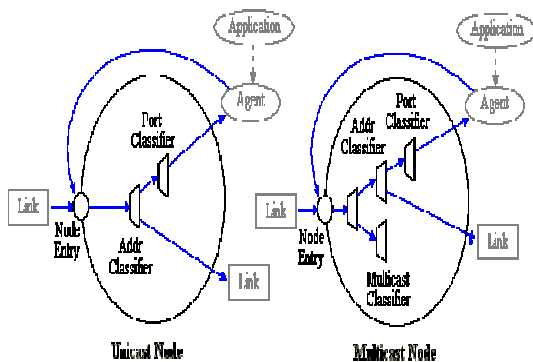 Application
Agent
Port
Classifier
Link
Node
Entry
Addr
Classifier
Link
Unicast Node
Application
Agent
Port
Classifier
Addr
Classifier
Link
Node
Entry
Link
Multicast
Classifier
Multicast Node